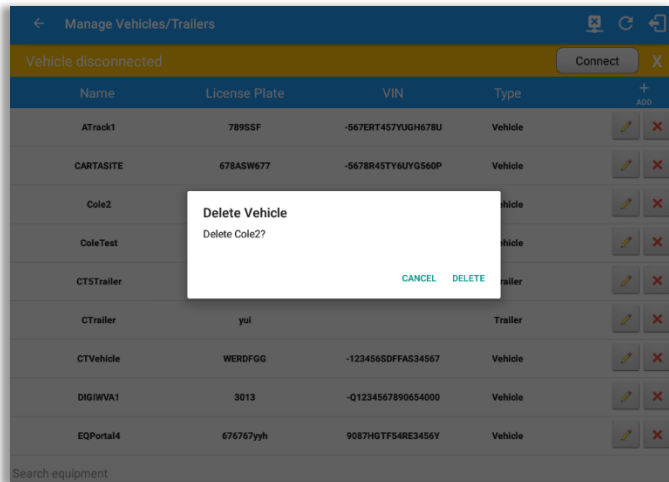 Manage Vehicles/Trailers
Vehicle disconnected Connect X
Name License Plate VIN Type + ADD
ATrack1 789SSF -567ERT457YUGH678U Vehicle
CARTASITE 678ASW677 -5678R45TY6UYG560P Vehicle
Cole2 hicle
ColeTest hicle
CT5Trailer railer
Delete Vehicle
Delete Cole2?
CANCEL DELETE
CTrailer yui Trailer
CTVehicle WERDFGG -123456SDFFAS34567 Vehicle
DIGIWVA1 3013 -Q1234567890654000 Vehicle
EQPortal4 676767yyh 9087HGTF54RE3456Y Vehicle
Search equipment